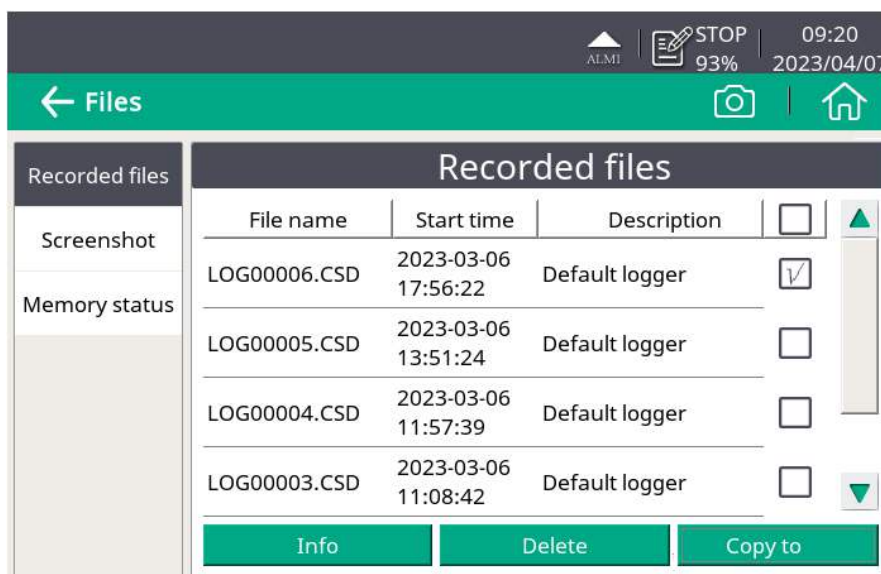 ALM1
STOP
93%
09:20
2023/04/07
Files
Recorded files
Screenshot
Memory status
Recorded files
File name Start time Description
LOG00006.CSD 2023-03-06 17:56:22 Default logger
LOG00005.CSD 2023-03-06 13:51:24 Default logger
LOG00004.CSD 2023-03-06 11:57:39 Default logger
LOG00003.CSD 2023-03-06 11:08:42 Default logger
Info Delete Copy to